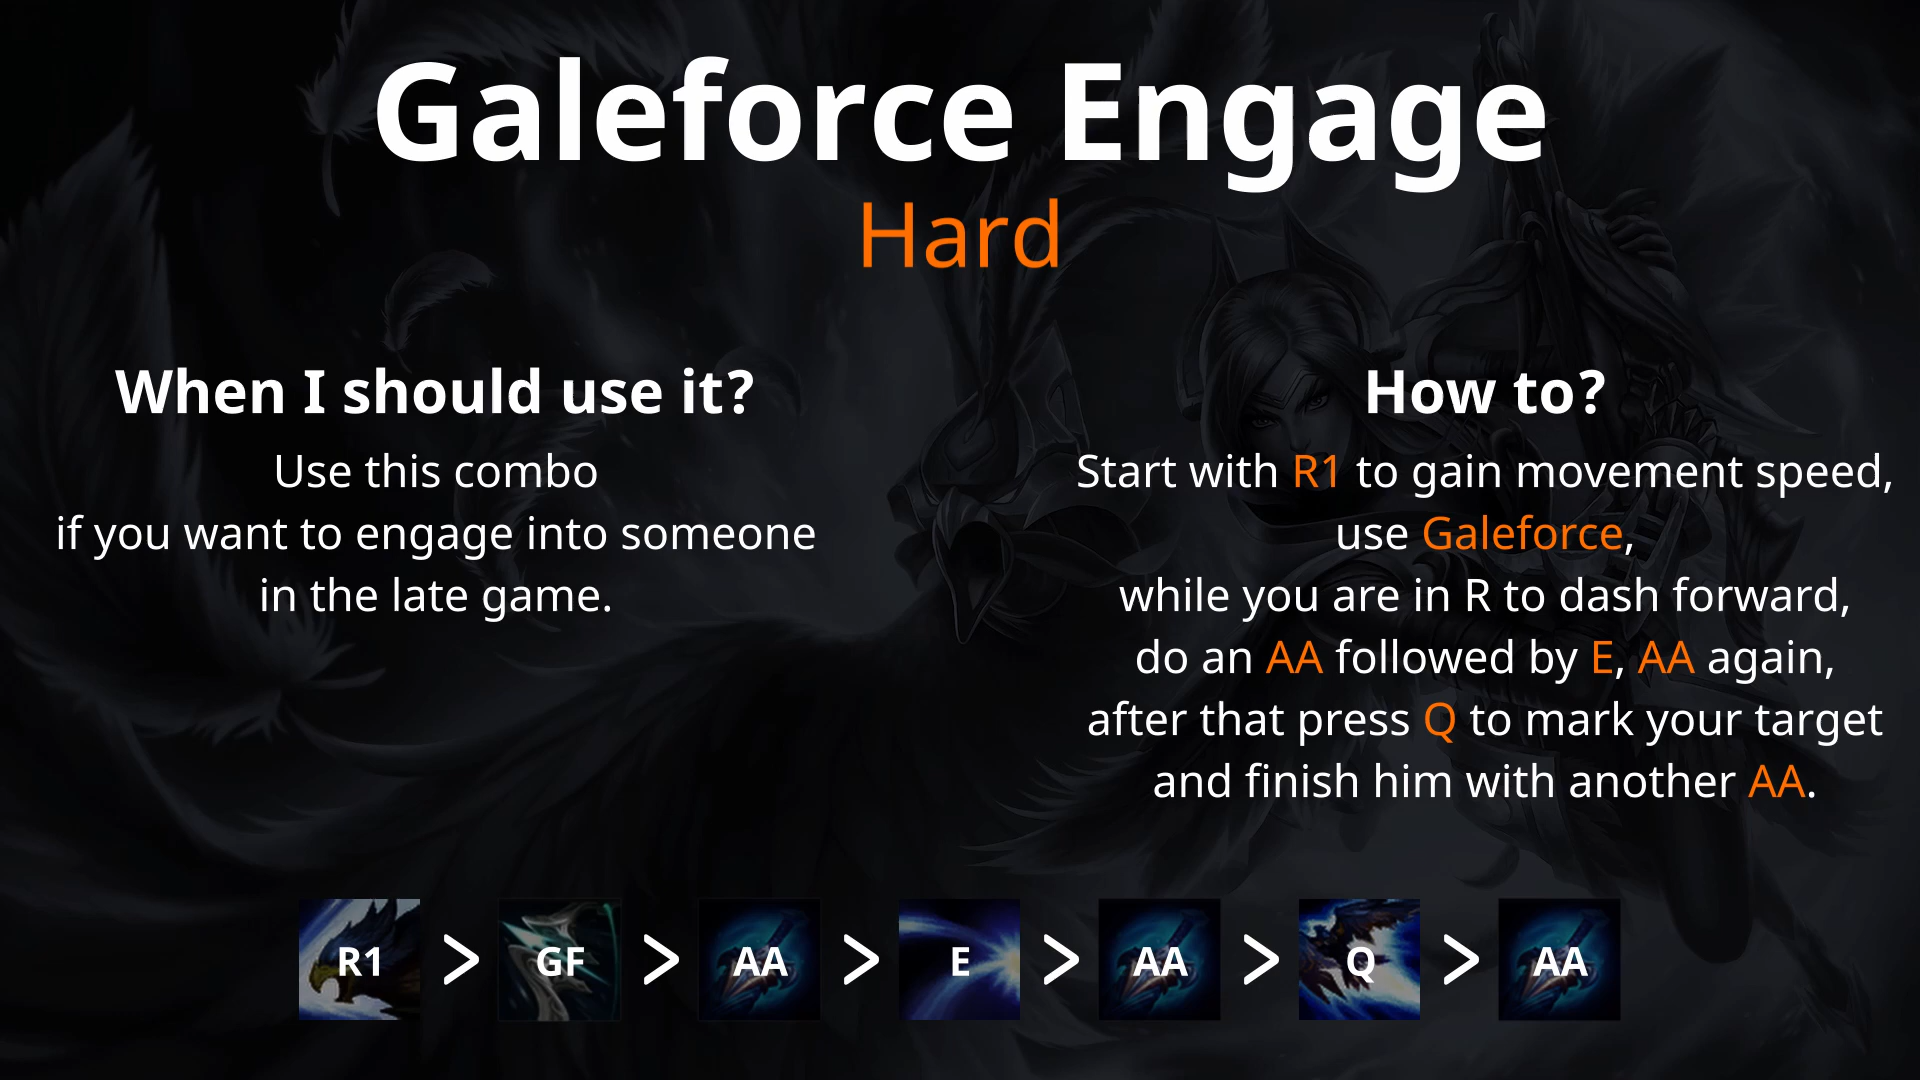 Galeforce Engage
Hard
When I should use it?
Use this combo
if you want to engage into someone
in the late game.
How to?
Start with R1 to gain movement speed,
use Galeforce,
while you are in R to dash forward,
do an AA followed by E, AA again,
after that press Q to mark your target
and finish him with another AA.
R1 > GF > AA > E > AA > Q > AA